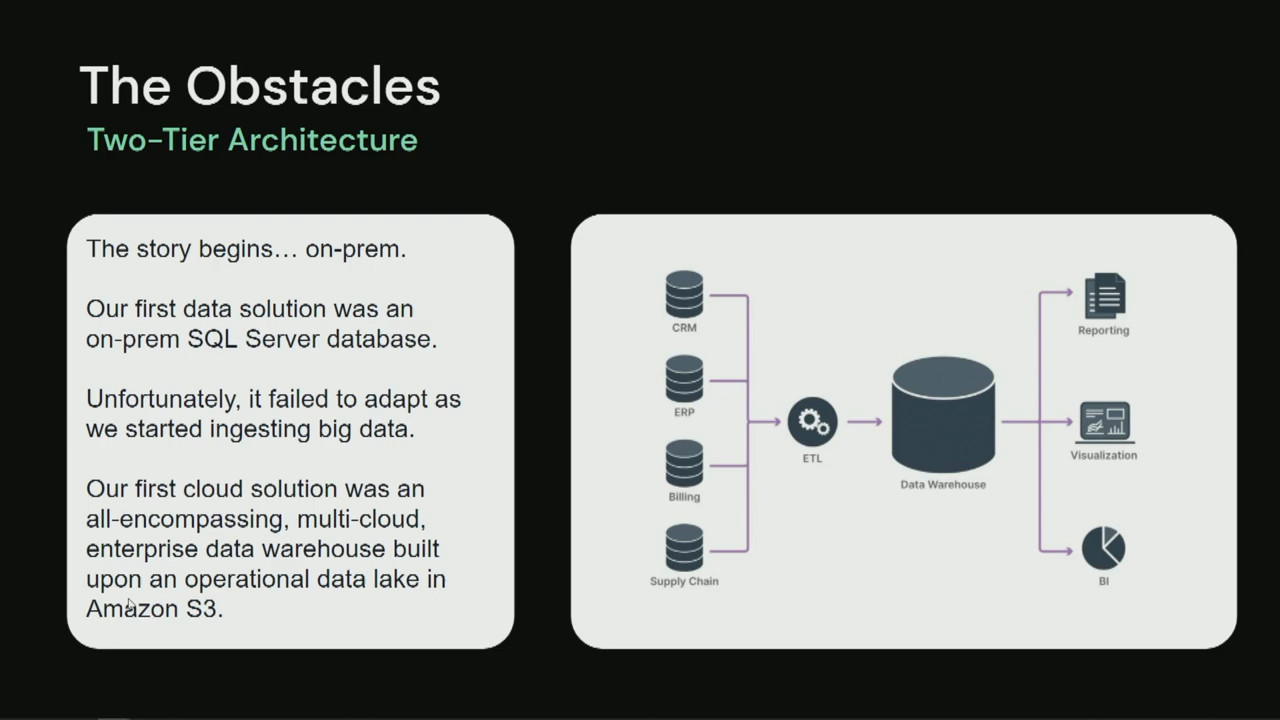 The Obstacles
Two-Tier Architecture
The story begins… on-prem.
Our first data solution was an
on-prem SQL Server database.
Unfortunately, it failed to adapt as
we started ingesting big data.
Our first cloud solution was an
all-encompassing, multi-cloud,
enterprise data warehouse built
upon an operational data lake in
Amazon S3.
CRM
ERP
Billing
Supply Chain
ETL
Data Warehouse
Reporting
Visualization
BI